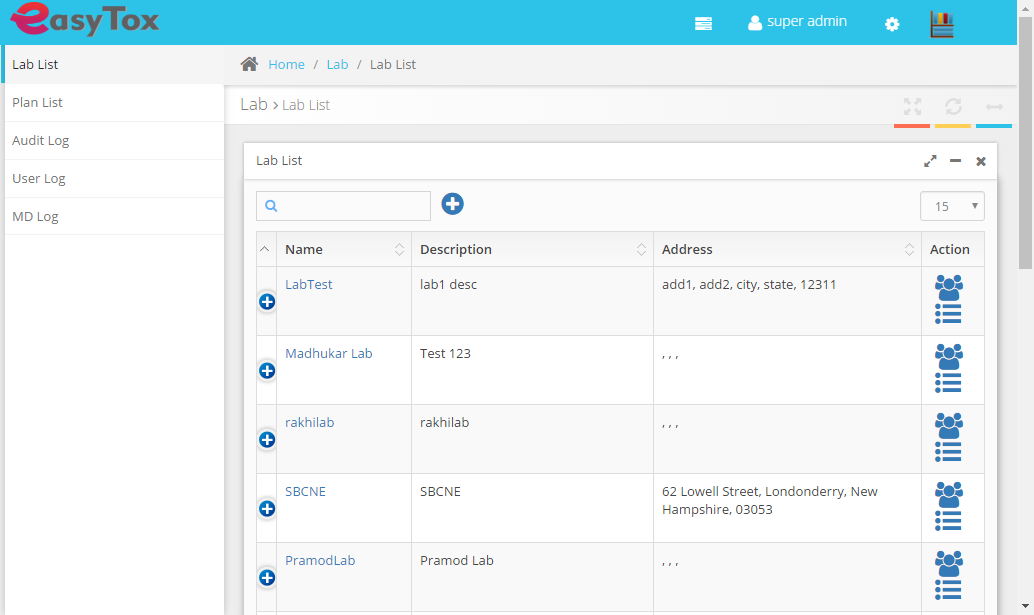 easyTox
super admin
Lab List
Plan List
Audit Log
User Log
MD Log
Home / Lab / Lab List
Lab › Lab List
Lab List
15
Name Description Address Action
LabTest lab1 desc add1, add2, city, state, 12311
Madhukar Lab Test 123 , , ,
rakhilab rakhilab , , ,
SBCNE SBCNE 62 Lowell Street, Londonderry, New
Hampshire, 03053
PramodLab Pramod Lab , , ,